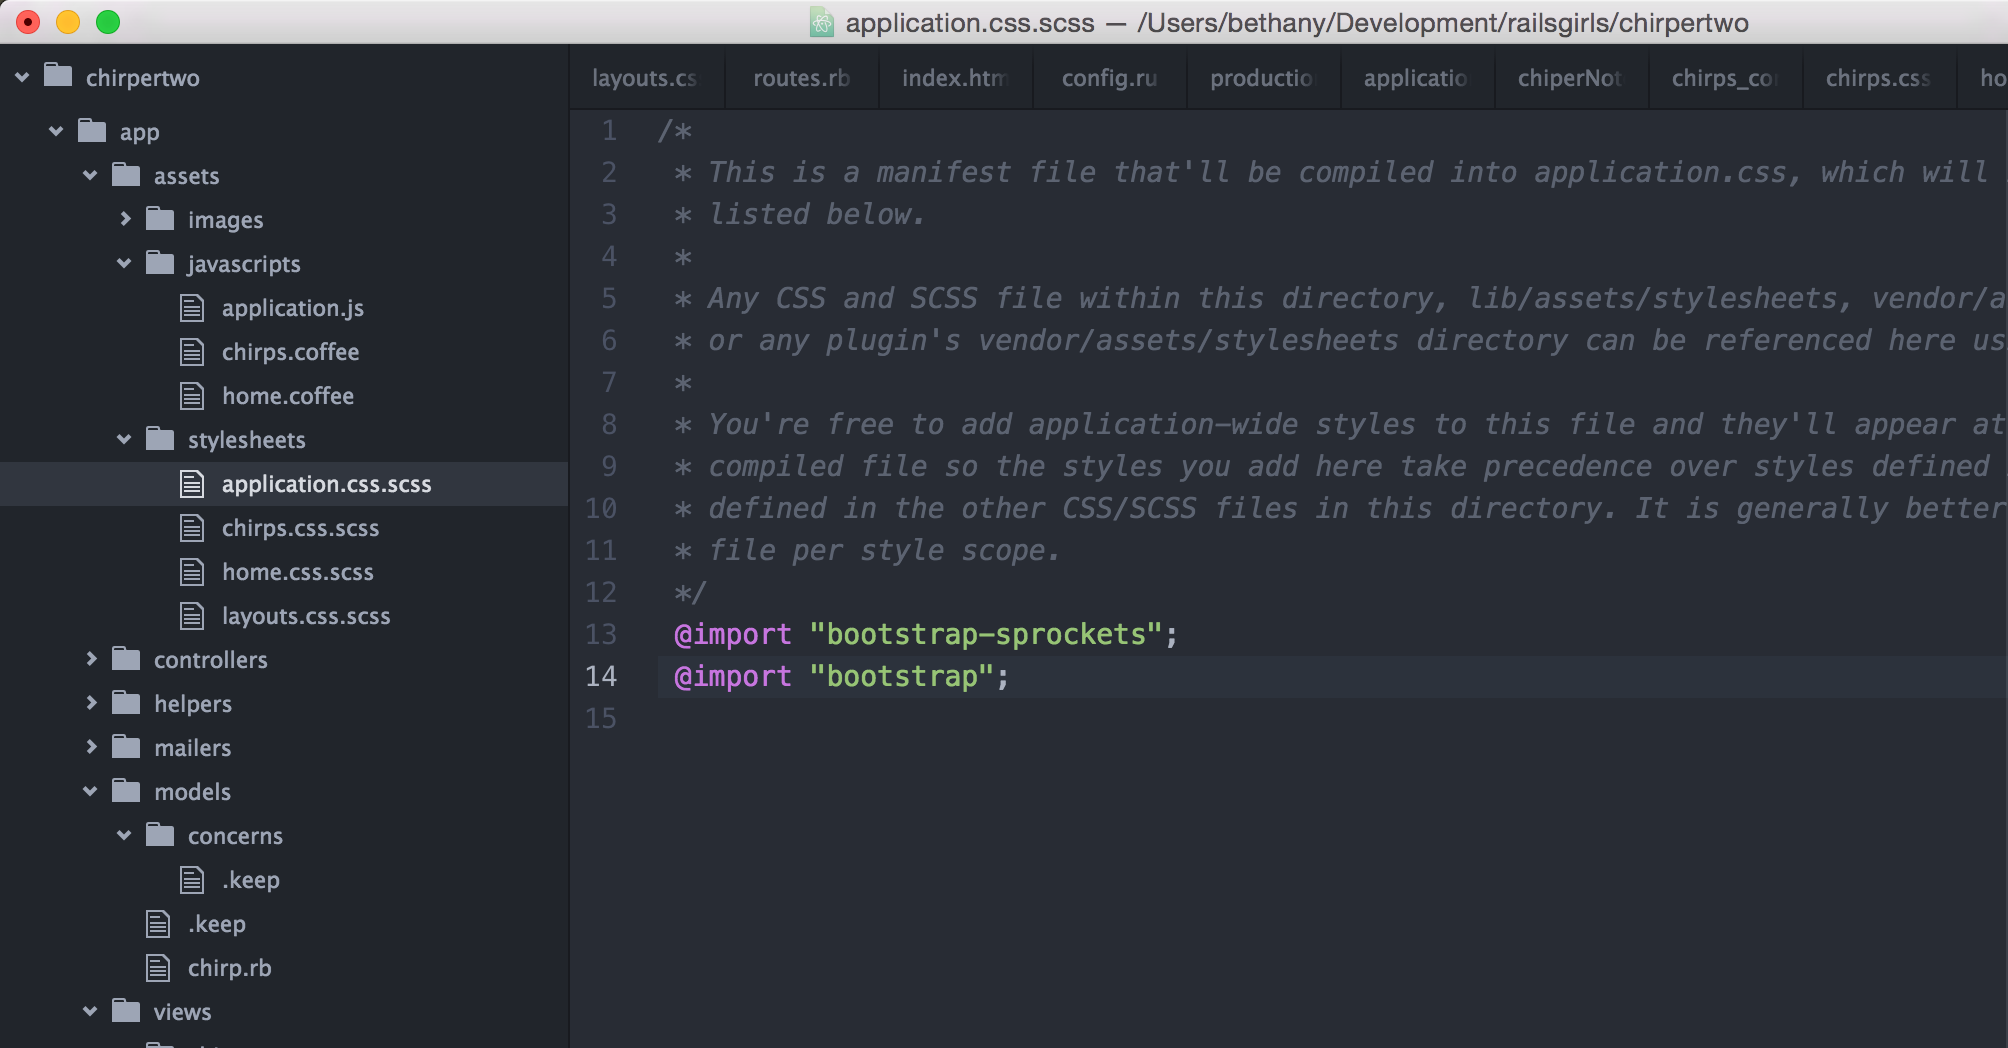 application.css.scss — /Users/bethany/Development/railsgirls/chirpertwo
chirpertwo
app
assets
images
javascripts
application.js
chirps.coffee
home.coffee
stylesheets
application.css.scss
chirps.css.scss
home.css.scss
layouts.css.scss
controllers
helpers
mailers
models
concerns
.keep
.keep
chirp.rb
views
layouts.cs routes.rb index.htm config.ru productio applicatio chiperNot chirps_con chirps.css ho
1 /*
2 * This is a manifest file that'll be compiled into application.css, which will
3 * listed below.
4 *
5 * Any CSS and SCSS file within this directory, lib/assets/stylesheets, vendor/a
6 * or any plugin's vendor/assets/stylesheets directory can be referenced here us
7 *
8 * You're free to add application-wide styles to this file and they'll appear at
9 * compiled file so the styles you add here take precedence over styles defined
10 * defined in the other CSS/SCSS files in this directory. It is generally better
11 * file per style scope.
12 */
13 @import "bootstrap-sprockets";
14 @import "bootstrap";
15